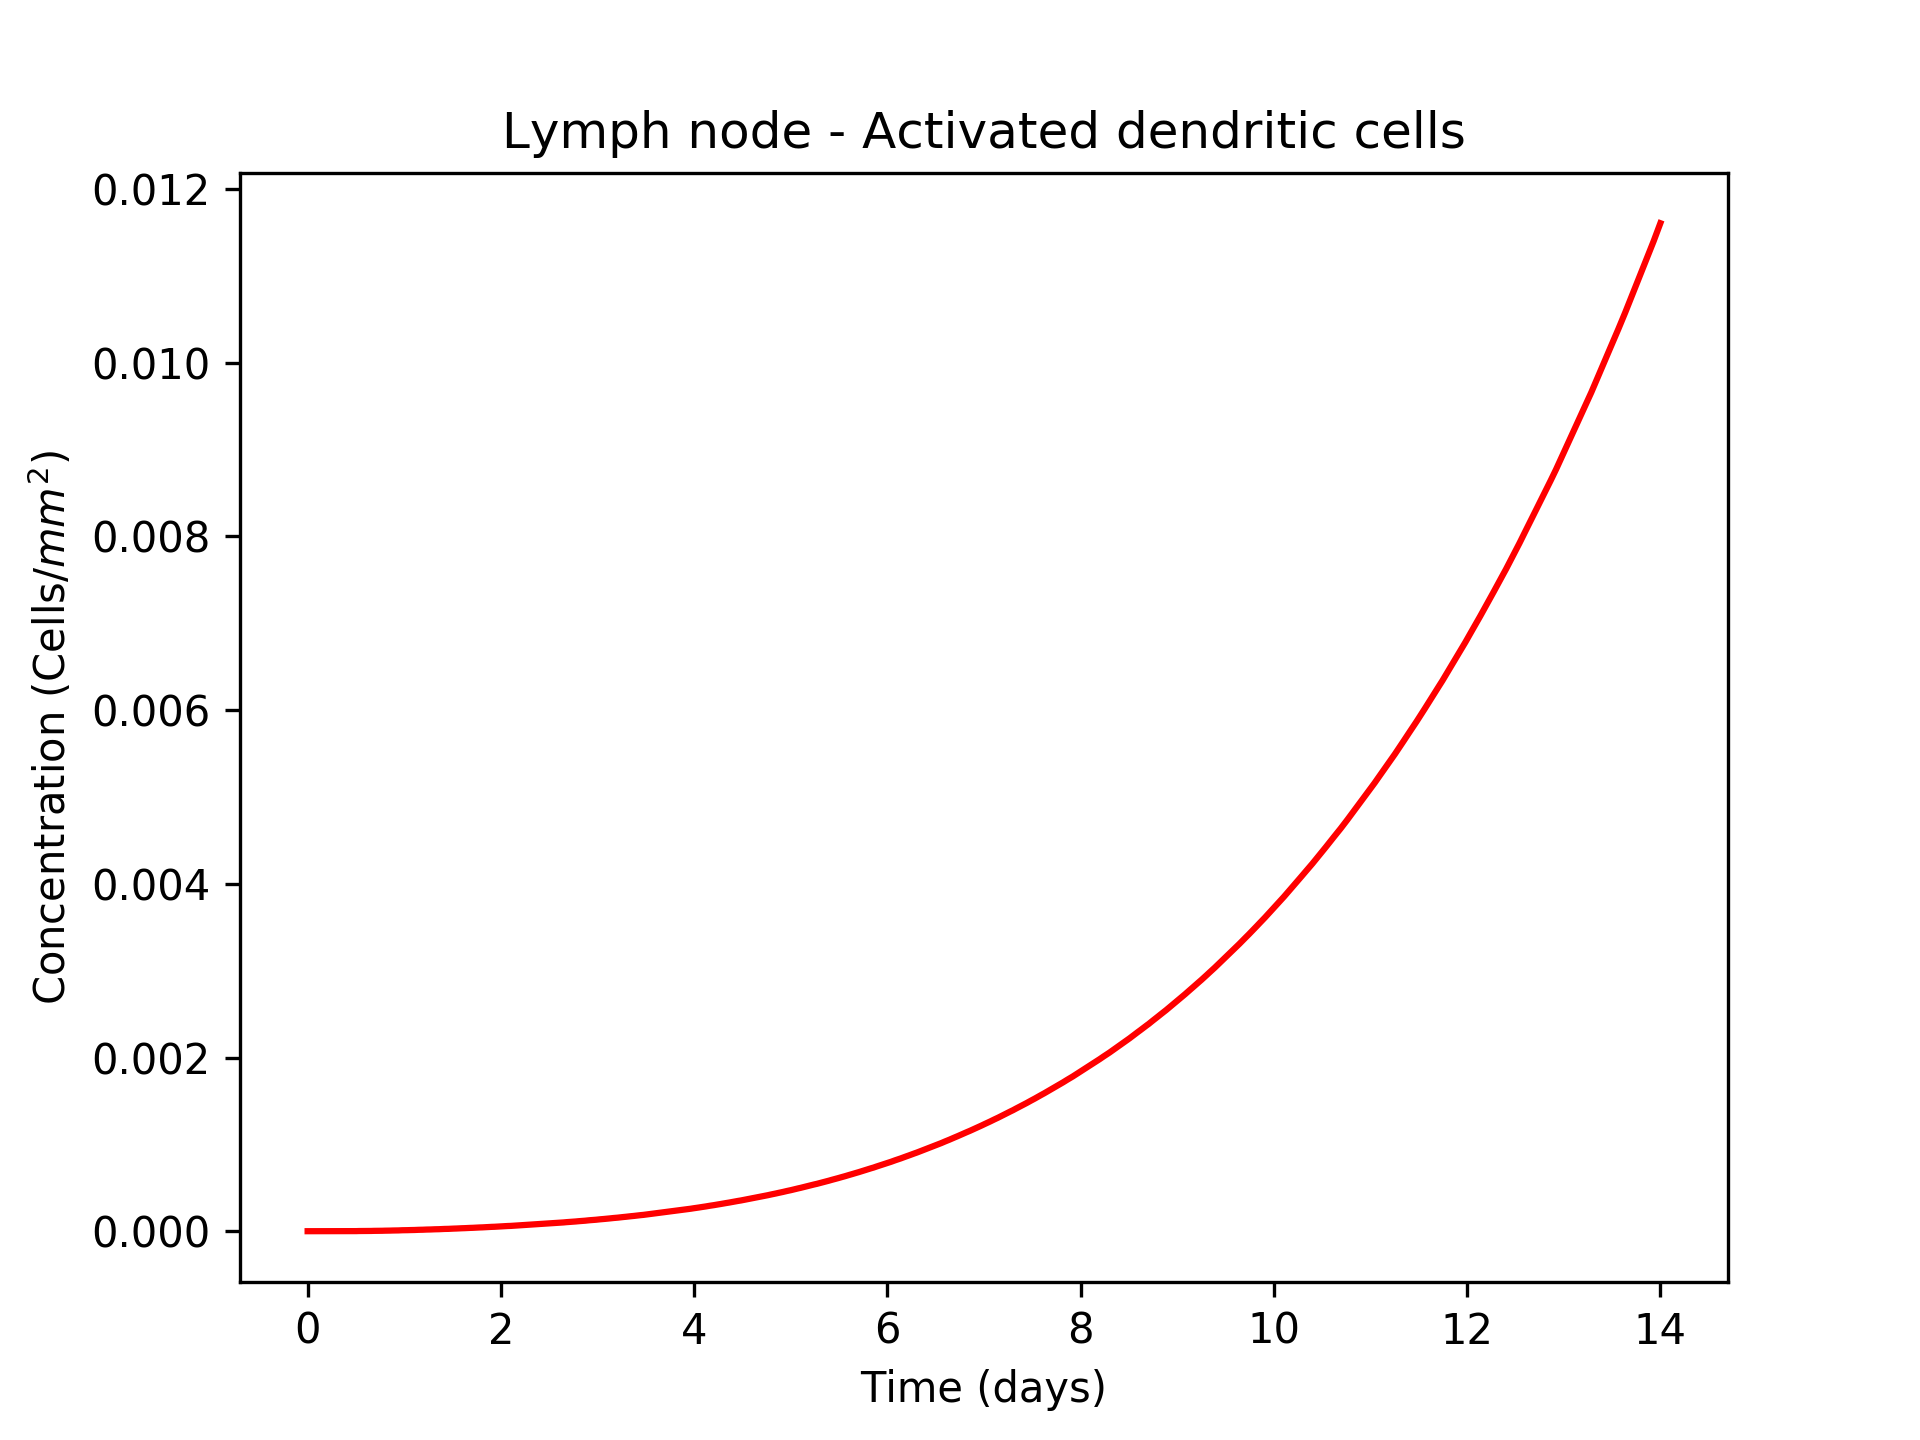 Lymph node - Activated dendritic cells
Concentration (Cells/mm²)
0.012
0.010
0.008
0.006
0.004
0.002
0.000
0 2 4 6 8 10 12 14
Time (days)